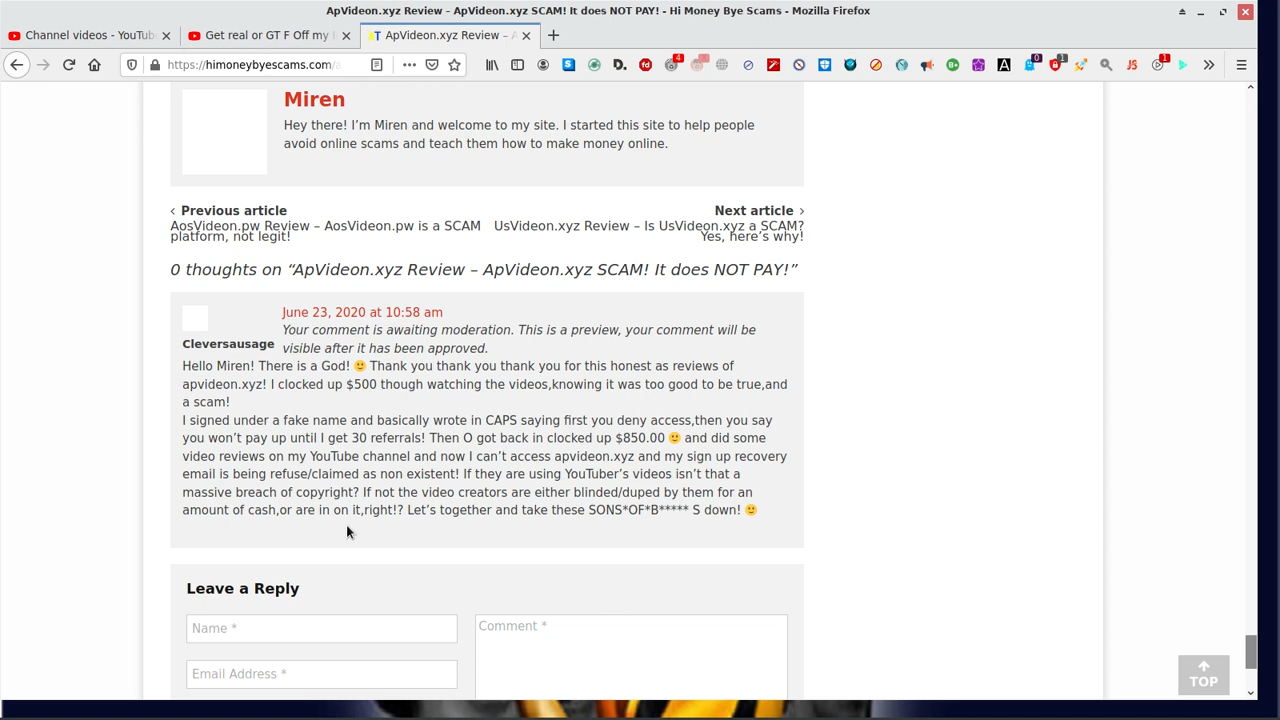 ApVideon.xyz Review – ApVideon.xyz SCAM! It does NOT PAY! - Hi Money Bye Scams - Mozilla Firefox
Channel videos - YouTube
Get real or GT F Off my
ApVideon.xyz Review –
https://himoneybyescams.com/
Miren
Hey there! I’m Miren and welcome to my site. I started this site to help people
avoid online scams and teach them how to make money online.
‹ Previous article
Next article ›
AosVideon.pw Review – AosVideon.pw is a SCAM
platform, not legit!
UsVideon.xyz Review – Is UsVideon.xyz a SCAM?
Yes, here’s why!
0 thoughts on “ApVideon.xyz Review – ApVideon.xyz SCAM! It does NOT PAY!”
June 23, 2020 at 10:58 am
Your comment is awaiting moderation. This is a preview, your comment will be
visible after it has been approved.
Cleversausage
Hello Miren! There is a God! 🙂 Thank you thank you thank you for this honest as reviews of
apvideon.xyz! I clocked up $500 though watching the videos,knowing it was too good to be true,and
a scam!
I signed under a fake name and basically wrote in CAPS saying first you deny access,then you say
you won’t pay up until I get 30 referrals! Then O got back in clocked up $850.00 🙂 and did some
video reviews on my YouTube channel and now I can’t access apvideon.xyz and my sign up recovery
email is being refuse/claimed as non existent! If they are using YouTuber’s videos isn’t that a
massive breach of copyright? If not the video creators are either blinded/duped by them for an
amount of cash,or are in on it,right!? Let’s together and take these SONS*OF*B***** S down! 🙂
Leave a Reply
Name *
Comment *
Email Address *
TOP